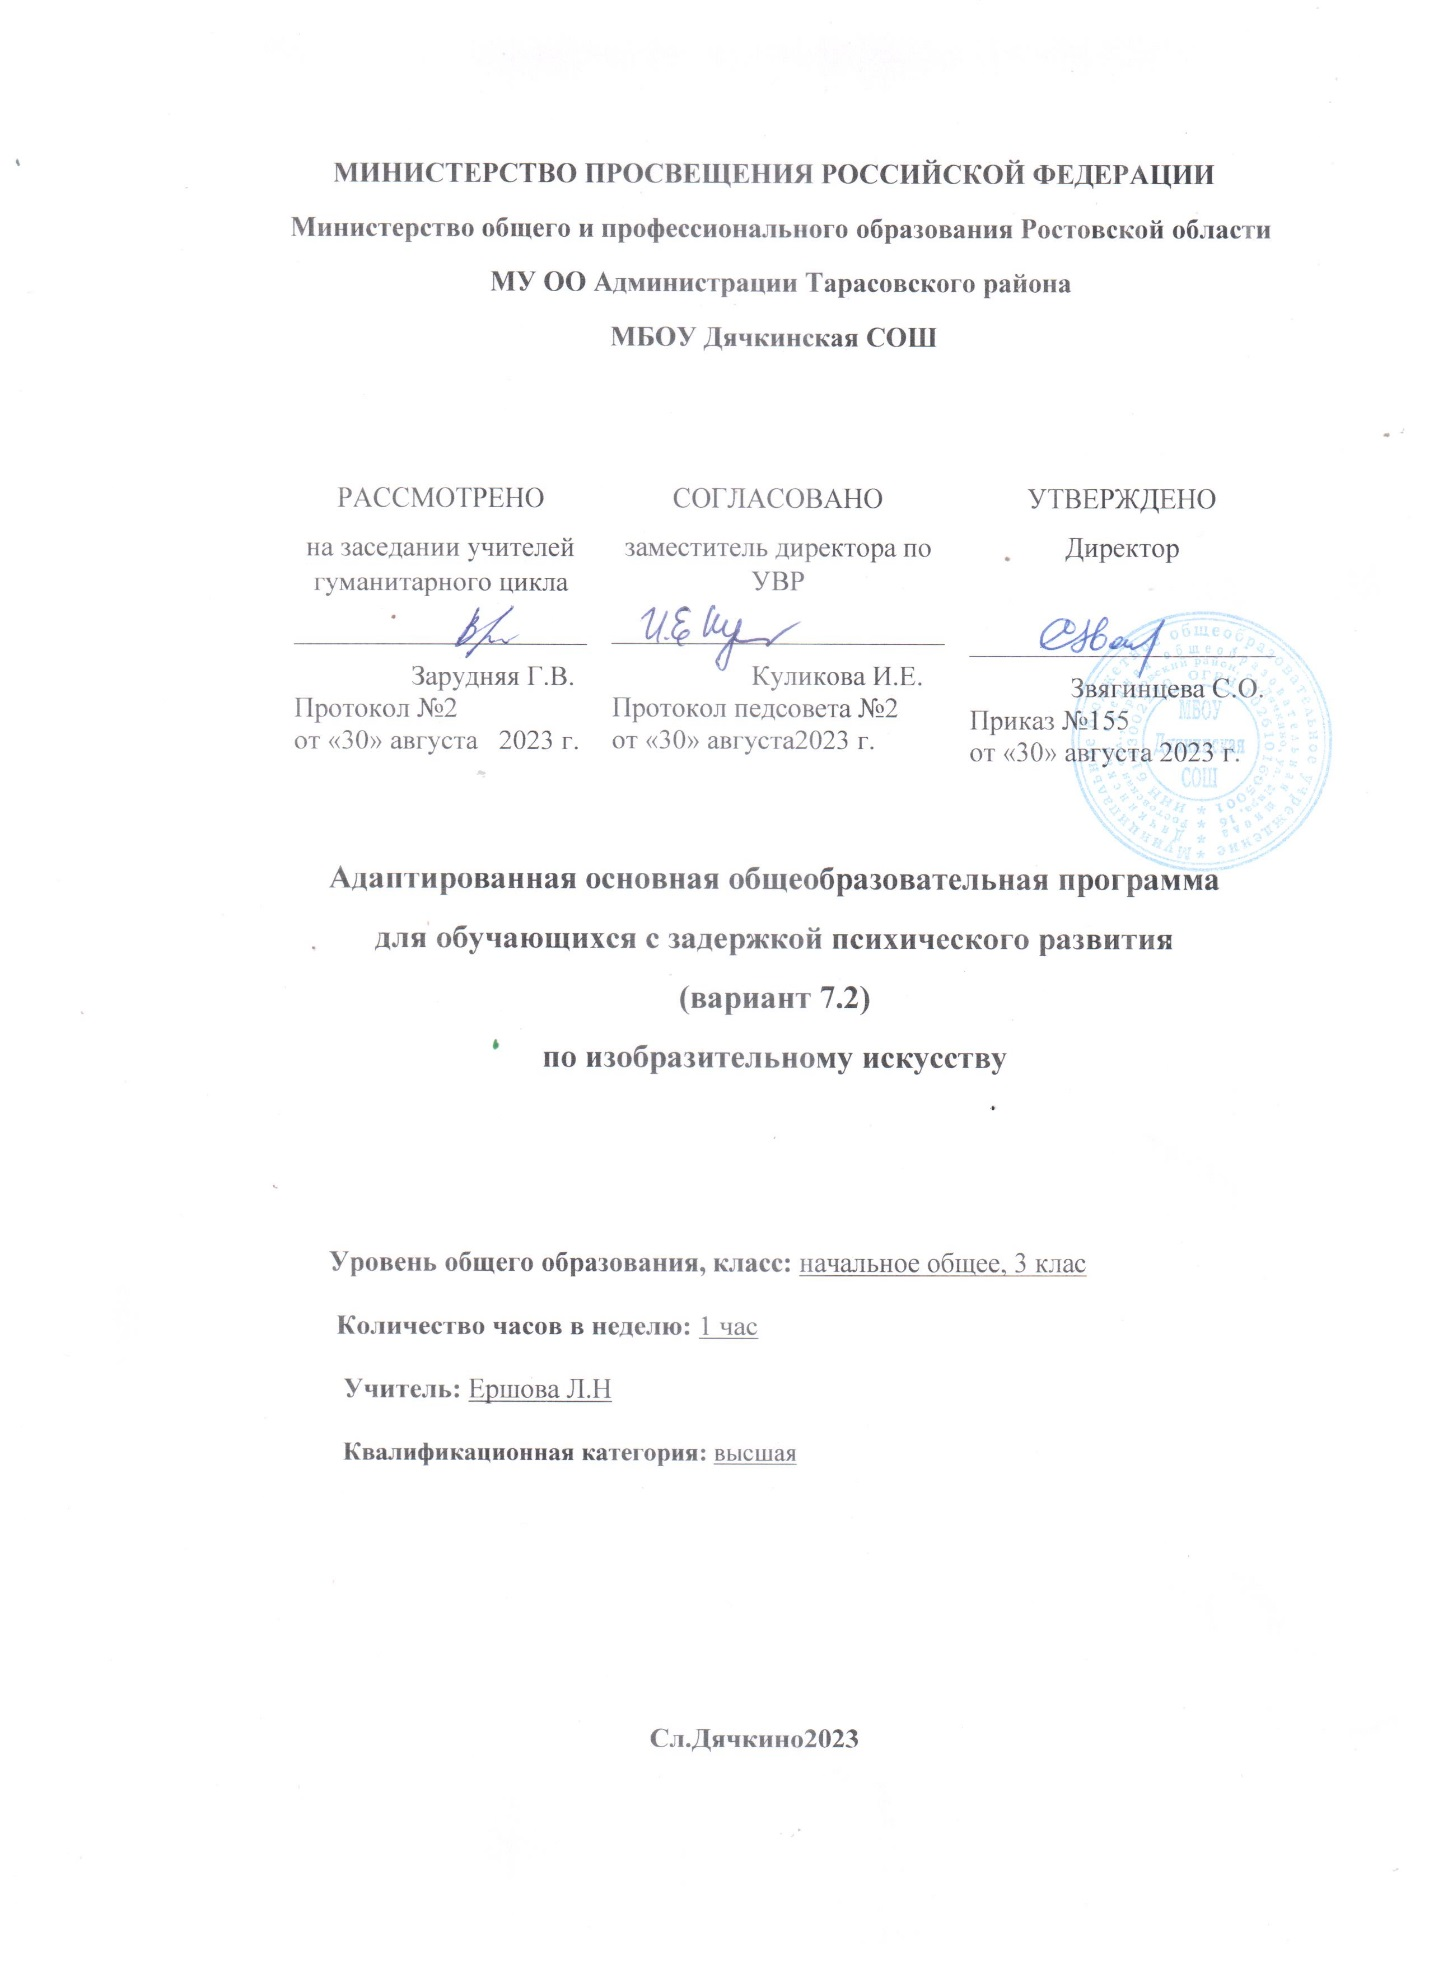 МИНИСТЕРСТВО ПРОСВЕЩЕНИЯ РОССИЙСКОЙ ФЕДЕРАЦИИ
Министерство общего и профессионального образования Ростовской области
МУ ОО Администрации Тарасовского района
МБОУ Дячкинская СОШ
РАССМОТРЕНО
на заседании учителей
гуманитарного цикла
Зарудняя Г.В.
Протокол №2
от «30» августа 2023 г.
СОГЛАСОВАНО
заместитель директора по
УВР
Куликова И.Е.
Протокол педсовета №2
от «30» августа2023 г.
УТВЕРЖДЕНО
Директор
Звягинцева С.О.
Приказ №155
от «30» августа 2023 г.
МБОУ
Дячкинская
СОШ
Адаптированная основная общеобразовательная программа
для обучающихся с задержкой психического развития
(вариант 7.2)
по изобразительному искусству
Уровень общего образования, класс: начальное общее, 3 клас
Количество часов в неделю: 1 час
Учитель: Ершова Л.Н
Квалификационная категория: высшая
Сл.Дячкино2023